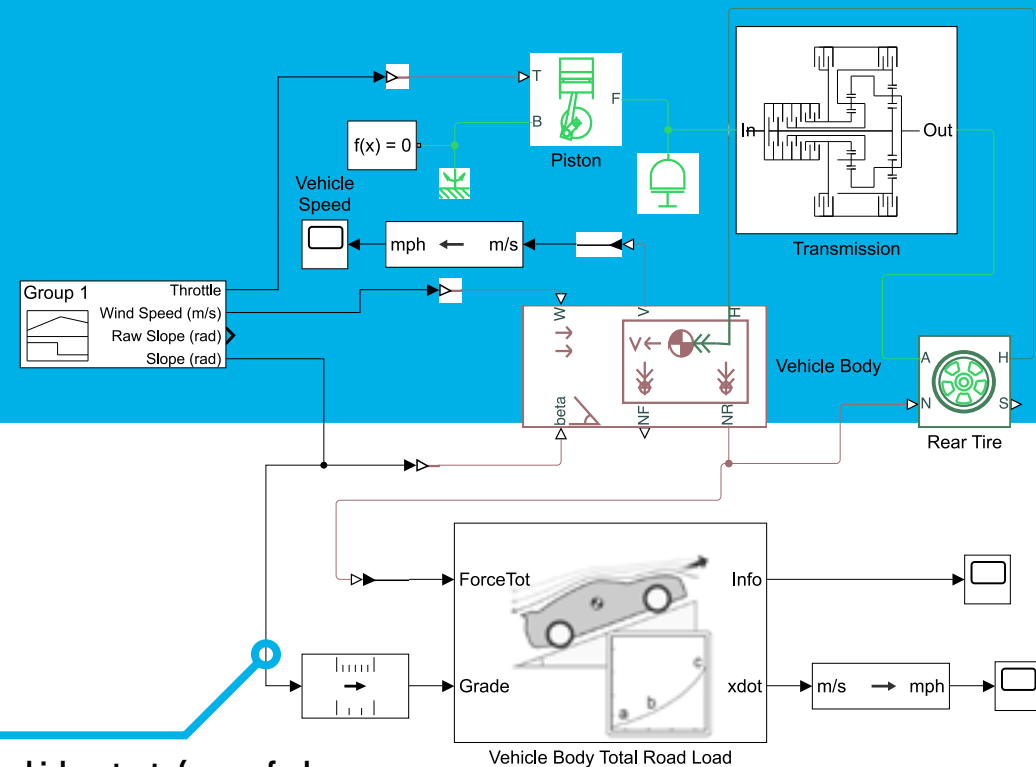 T
F
B
Piston
f(x) = 0
In
Out
Transmission
Vehicle
Speed
mph
m/s
Group 1
Throttle
Wind Speed (m/s)
Raw Slope (rad)
Slope (rad)
W
V
H
V
beta
NF
NR
Vehicle Body
A
H
N
S
Rear Tire
ForceTot
Info
Grade
xdot
a
b
c
m/s
mph
Vehicle Body Total Road Load